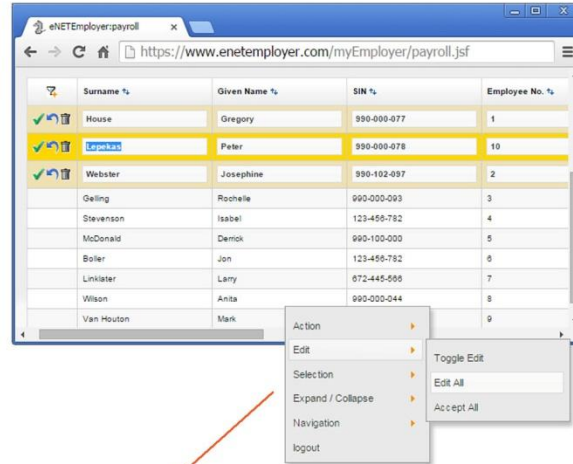 eNETEmployer:payroll
https://www.enetemployer.com/myEmployer/payroll.jsf
Surname Given Name SIN Employee No.
House Gregory 990-000-077 1
Lepekas Peter 990-000-078 10
Webster Josephine 990-102-097 2
Gelling Rochelle 990-000-093 3
Stevenson Isabel 123-456-782 4
McDonald Derrick 990-100-000 5
Boller Jon 123-456-782 6
Linklater Larry 672-445-566 7
Wilson Anita 990-000-044 8
Van Houton Mark 9
Action
Edit
Selection
Expand / Collapse
Navigation
logout
Toggle Edit
Edit All
Accept All